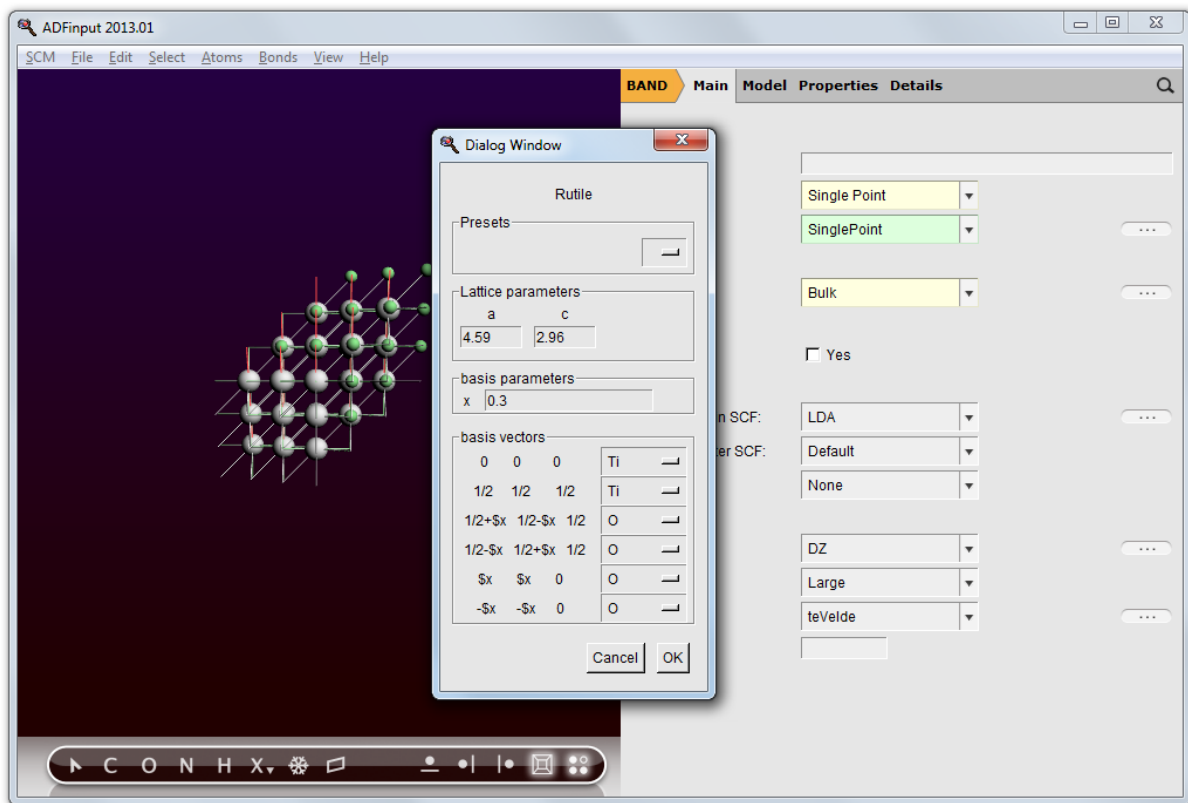 ADFinput 2013.01
SCM File Edit Select Atoms Bonds View Help
BAND Main Model Properties Details
Dialog Window
Rutile
Presets
Lattice parameters
a c
4.59 2.96
basis parameters
x 0.3
basis vectors
0 0 0 Ti
1/2 1/2 1/2 Ti
1/2+$x 1/2-$x 1/2 O
1/2-$x 1/2+$x 1/2 O
$x $x 0 O
-$x -$x 0 O
Cancel OK
Single Point
SinglePoint
Bulk
Yes
n SCF: LDA
ter SCF: Default
None
DZ
Large
teVelde
C O N H X